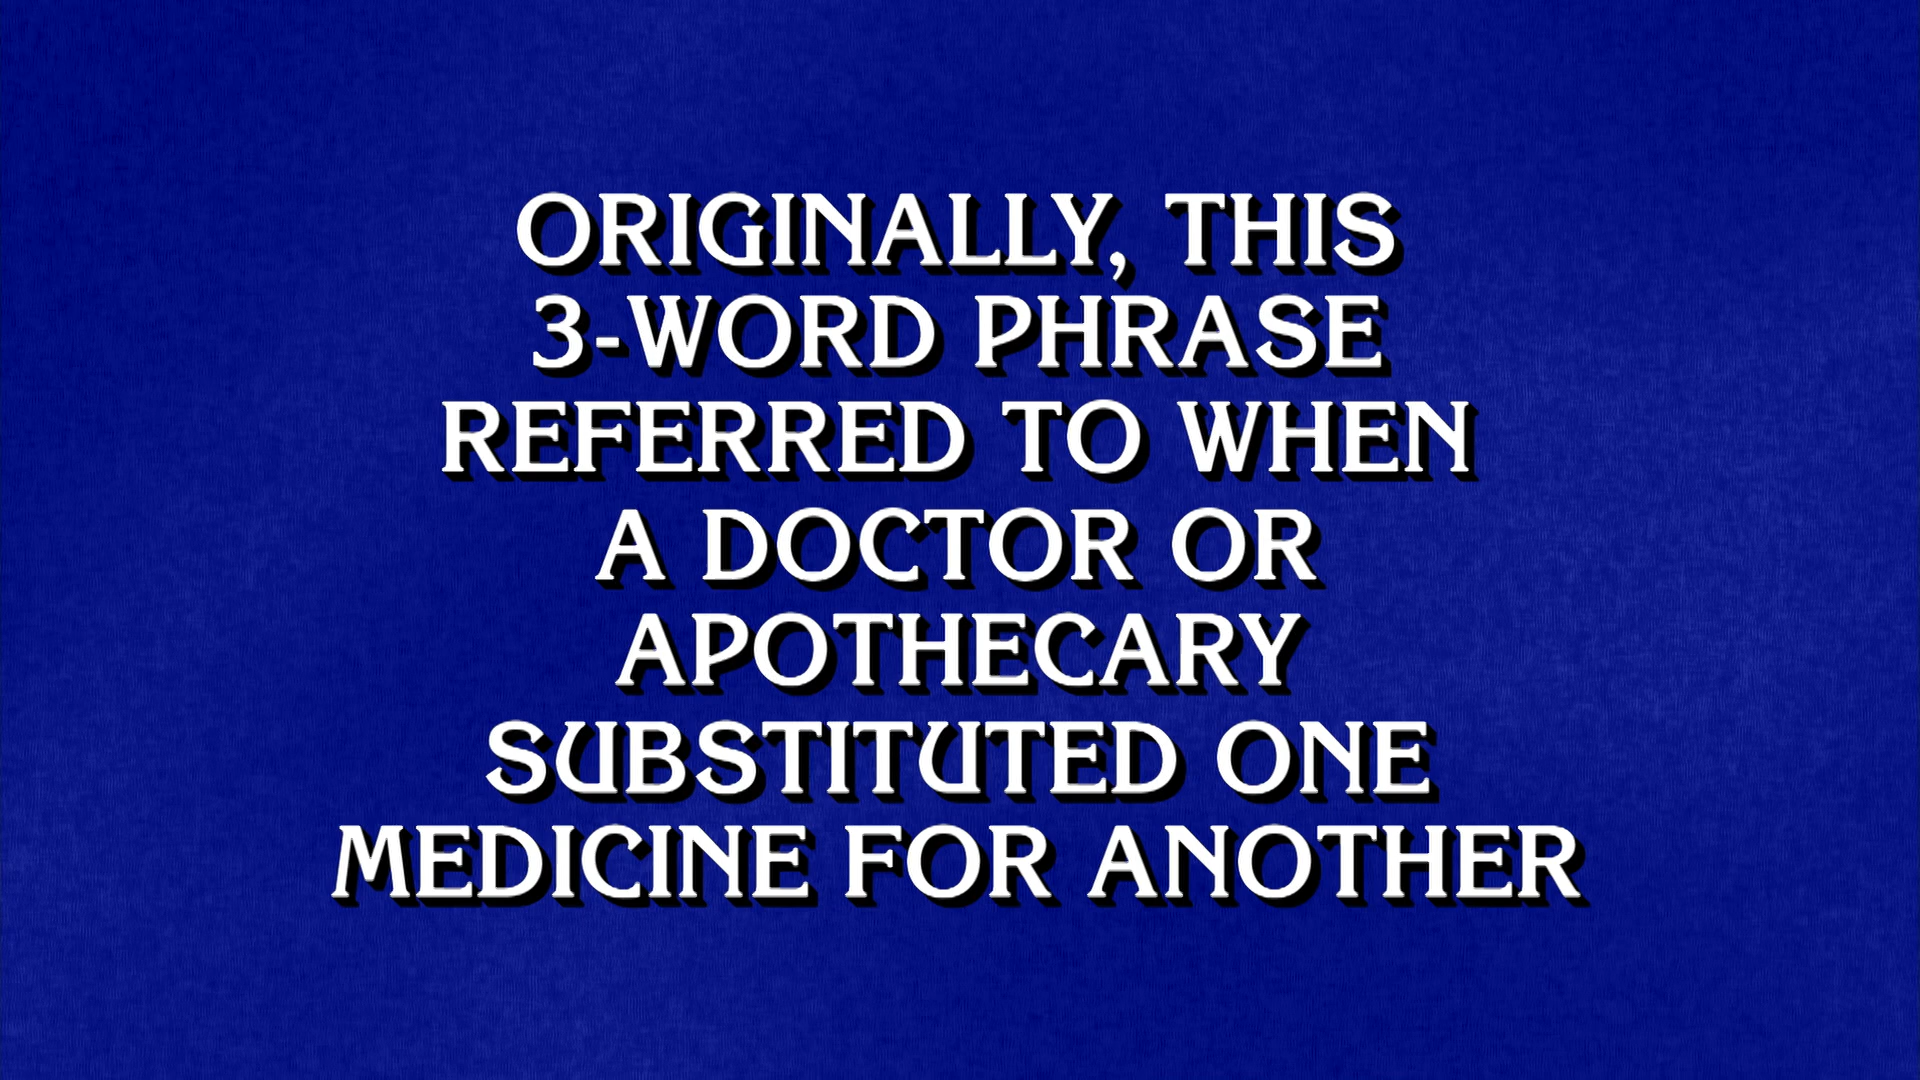 ORIGINALLY, THIS
3-WORD PHRASE
REFERRED TO WHEN
A DOCTOR OR
APOTHECARY
SUBSTITUTED ONE
MEDICINE FOR ANOTHER